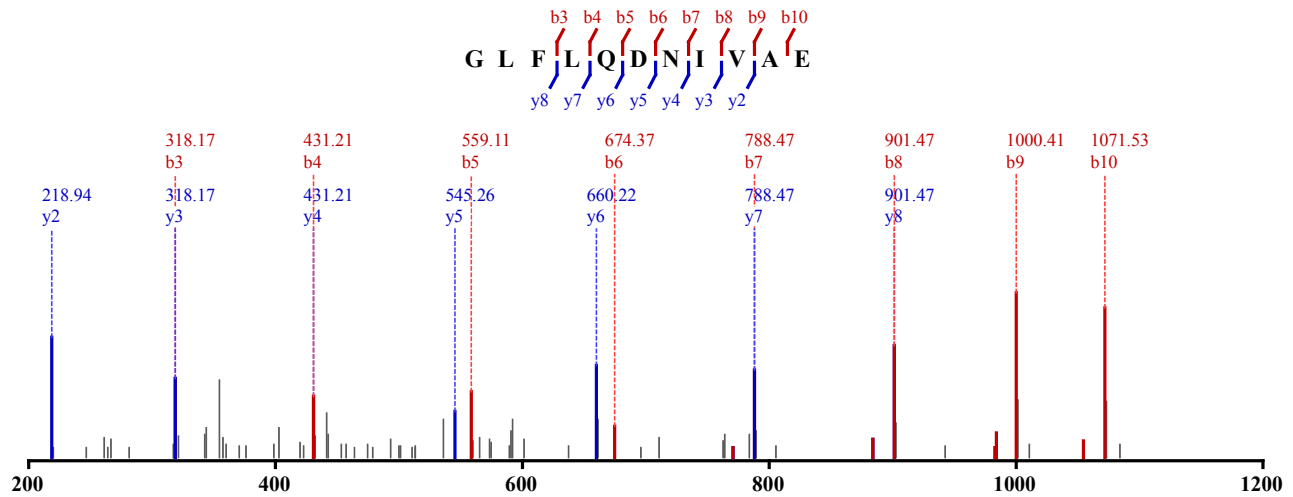 b3 b4 b5 b6 b7 b8 b9 b10
G L F L Q D N I V A E
y8 y7 y6 y5 y4 y3 y2
318.17 431.21 559.11 674.37 788.47 901.47 1000.41 1071.53
b3 b4 b5 b6 b7 b8 b9 b10
218.94 318.17 431.21 545.26 660.22 788.47 901.47
y2 y3 y4 y5 y6 y7 y8
200 400 600 800 1000 1200